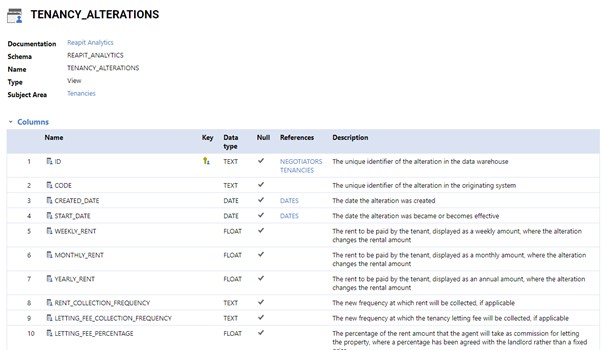 TENANCY_ALTERATIONS
Documentation Reapit Analytics
Schema REAPIT_ANALYTICS
Name TENANCY_ALTERATIONS
Type View
Subject Area Tenancies
Columns
Name Key Data type Null References Description
1 ID TEXT NEGOTIATORS TENANCIES The unique identifier of the alteration in the data warehouse
2 CODE TEXT The unique identifier of the alteration in the originating system
3 CREATED_DATE DATE DATES The date the alteration was created
4 START_DATE DATE DATES The date the alteration was became or becomes effective
5 WEEKLY_RENT FLOAT The rent to be paid by the tenant, displayed as a weekly amount, where the alteration
changes the rental amount
6 MONTHLY_RENT FLOAT The rent to be paid by the tenant, displayed as a monthly amount, where the alteration
changes the rental amount
7 YEARLY_RENT FLOAT The rent to be paid by the tenant, displayed as an annual amount, where the alteration
changes the rental amount
8 RENT_COLLECTION_FREQUENCY TEXT The new frequency at which rent will be collected, if applicable
9 LETTING_FEE_COLLECTION_FREQUENCY TEXT The new frequency at which the tenancy letting fee will be collected, if applicable
10 LETTING_FEE_PERCENTAGE FLOAT The percentage of the rent amount that the agent will take as commission for letting
the property, where a percentage has been agreed with the landlord rather than a fixed